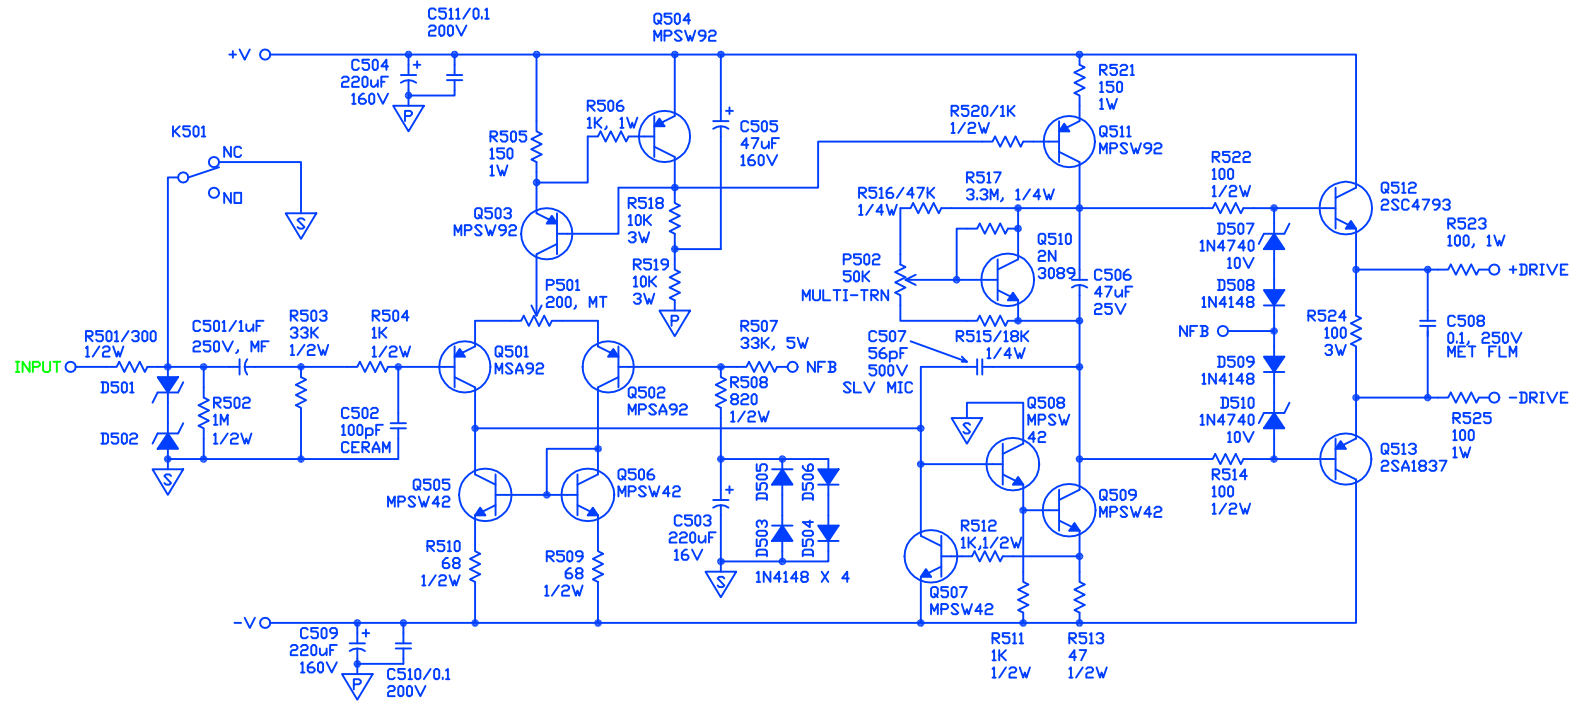 C511/0.1
200V
Q504
MPSW92
+V
C504
220uF
160V
+
P
K501
NC
NO
S
R505
150
1W
R506
1K, 1W
+
C505
47uF
160V
R520/1K
1/2W
R521
150
1W
Q511
MPSW92
R522
100
1/2W
Q512
2SC4793
R523
100, 1W
+DRIVE
Q503
MPSW92
R518
10K
3W
R519
10K
3W
P
R516/47K
1/4W
R517
3.3M, 1/4W
Q510
2N
3089
P502
50K
MULTI-TRN
C506
47uF
25V
R515/18K
1/4W
D507
1N4740
10V
D508
1N4148
NFB
D509
1N4148
D510
1N4740
10V
R524
100
3W
C508
0.1, 250V
MET FLM
-DRIVE
R525
100
1W
Q513
2SA1837
R514
100
1/2W
INPUT
R501/300
1/2W
C501/1uF
250V, MF
R503
33K
1/2W
R504
1K
1/2W
P501
200, MT
Q501
MSA92
Q502
MPSA92
R507
33K, 5W
NFB
R508
820
1/2W
C507
56pF
500V
SLV MIC
D501
D502
R502
1M
1/2W
C502
100pF
CERAM
S
S
Q508
MPSW
42
Q505
MPSW42
Q506
MPSW42
+
C503
220uF
16V
D505
D506
D503
D504
1N4148 X 4
S
R512
1K,1/2W
Q509
MPSW42
Q507
MPSW42
R510
68
1/2W
R509
68
1/2W
-V
C509
220uF
160V
+
P
C510/0.1
200V
R511
1K
1/2W
R513
47
1/2W